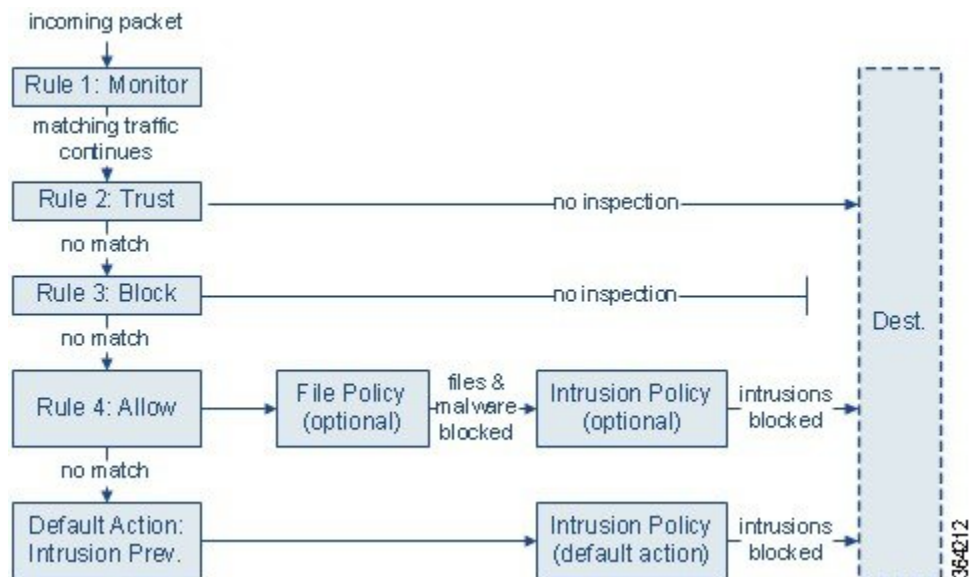 incoming packet
Rule 1: Monitor
matching traffic
continues
Rule 2: Trust
no inspection
no match
Rule 3: Block
no inspection
no match
Rule 4: Allow
File Policy
(optional)
files &
malware
blocked
Intrusion Policy
(optional)
intrusions
blocked
no match
Default Action:
Intrusion Prev.
Intrusion Policy
(default action)
intrusions
blocked
Dest.
364212